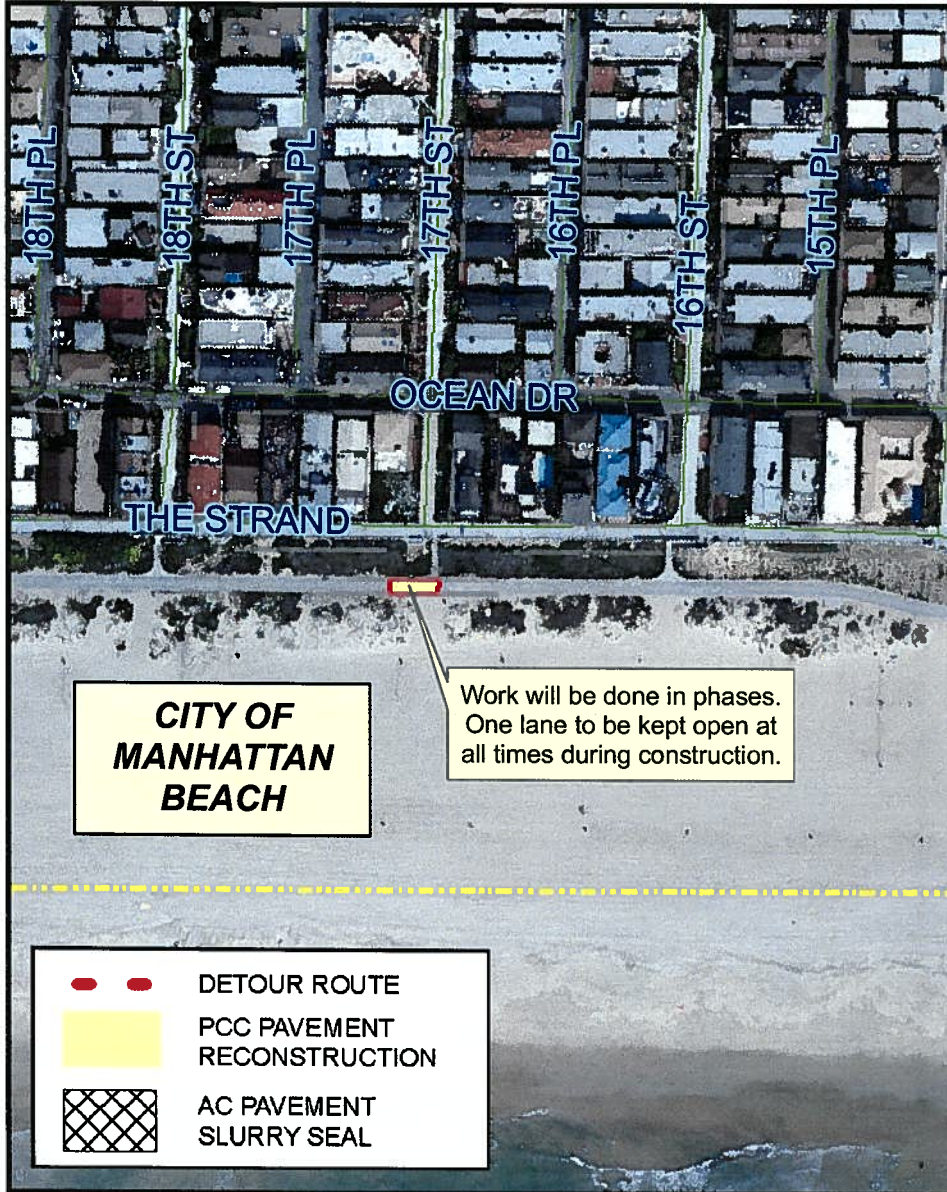 18TH PL
18TH ST
17TH PL
17TH ST
16TH PL
16TH ST
15TH PL
OCEAN DR
THE STRAND
Work will be done in phases.
One lane to be kept open at
all times during construction.
CITY OF
MANHATTAN
BEACH
DETOUR ROUTE
PCC PAVEMENT
RECONSTRUCTION
AC PAVEMENT
SLURRY SEAL